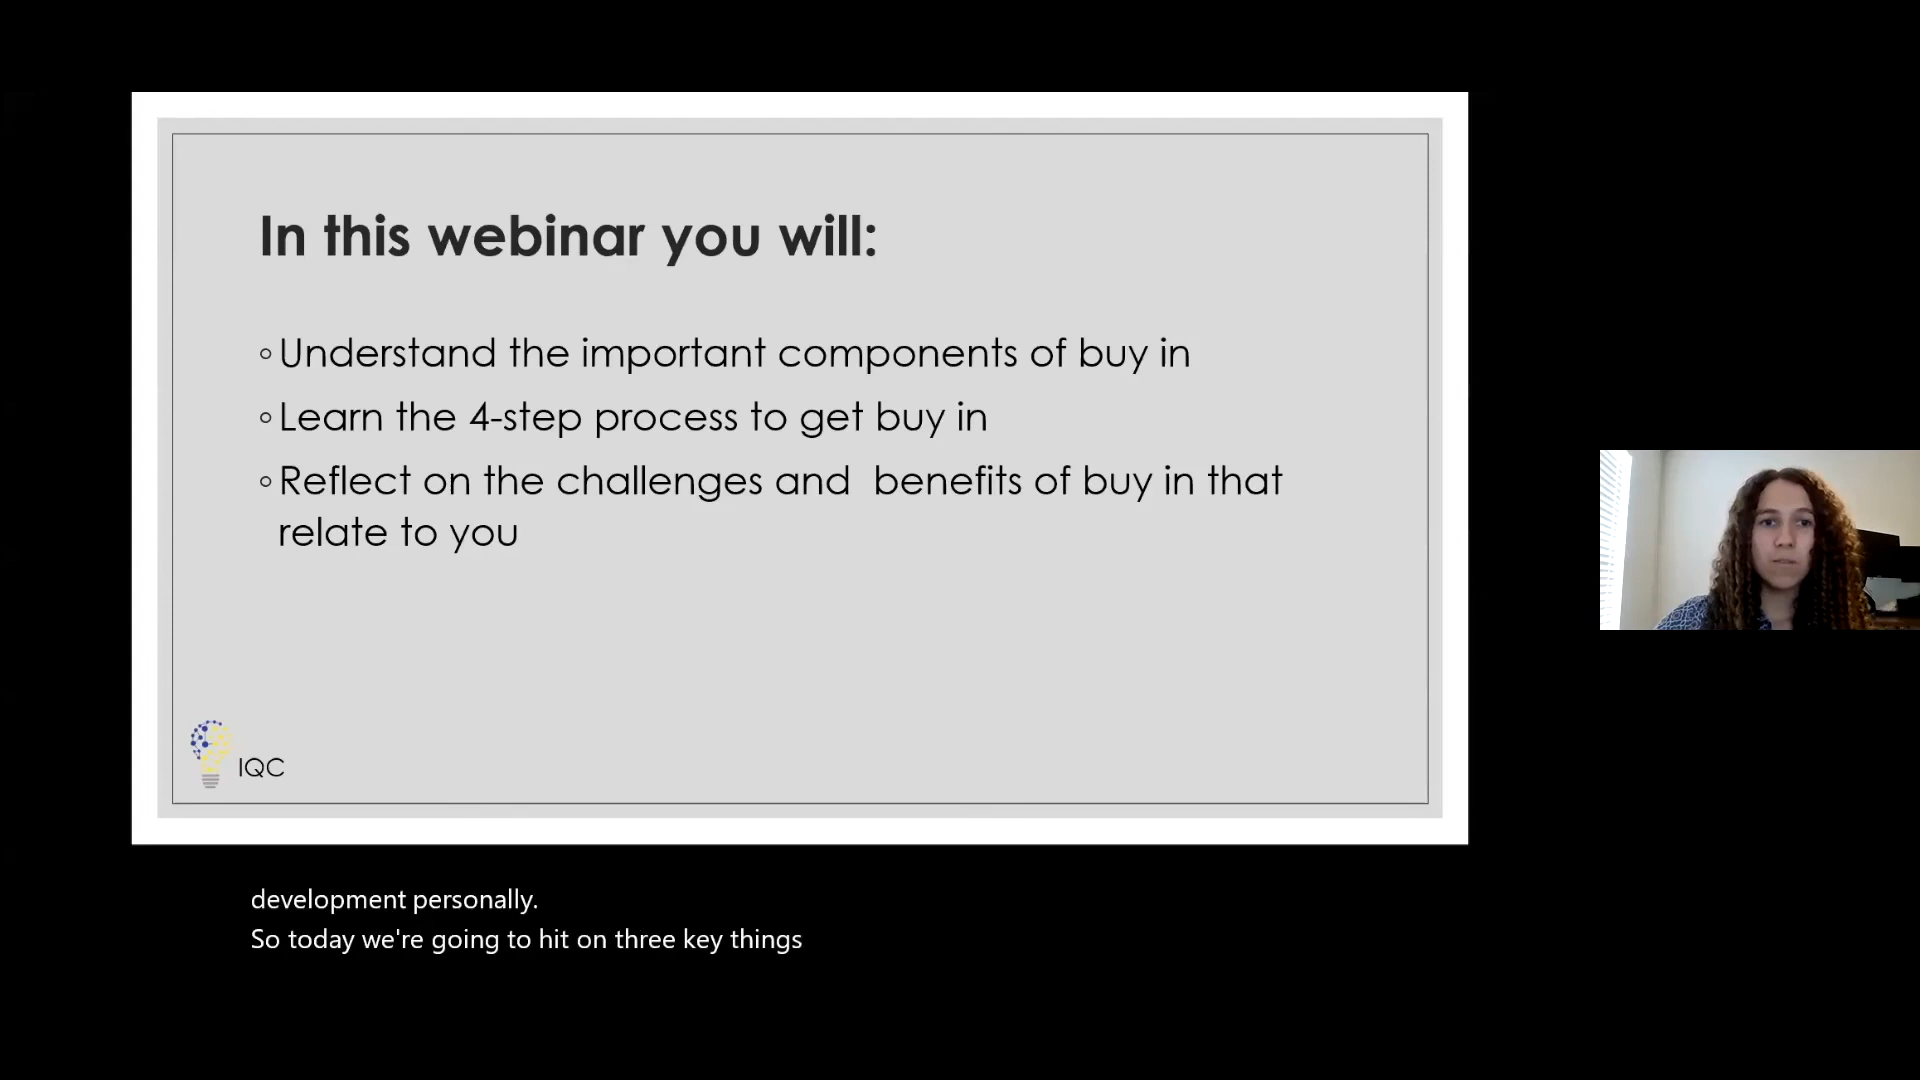 In this webinar you will:
◦Understand the important components of buy in
◦Learn the 4-step process to get buy in
◦Reflect on the challenges and  benefits of buy in that
relate to you
IQC
development personally.
So today we're going to hit on three key things